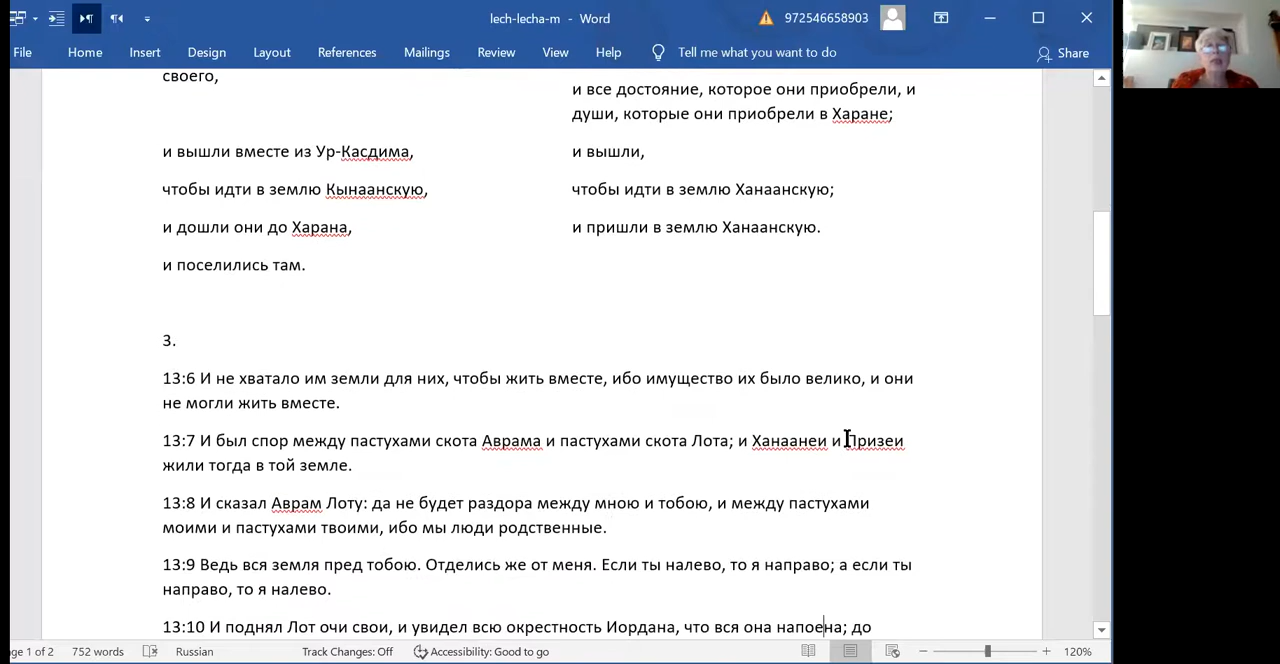 lech-lecha-m - Word
972546658903
File Home Insert Design Layout References Mailings Review View Help Tell me what you want to do Share
своего,
и все достояние, которое они приобрели, и
души, которые они приобрели в Харане;
и вышли вместе из Ур-Касдима,
и вышли,
чтобы идти в землю Кынаанскую,
чтобы идти в землю Ханаанскую;
и дошли они до Харана,
и пришли в землю Ханаанскую.
и поселились там.
3.
13:6 И не хватало им земли для них, чтобы жить вместе, ибо имущество их было велико, и они
не могли жить вместе.
13:7 И был спор между пастухами скота Аврама и пастухами скота Лота; и Ханаанеи и Призеи
жили тогда в той земле.
13:8 И сказал Аврам Лоту: да не будет раздора между мною и тобою, и между пастухами
моими и пастухами твоими, ибо мы люди родственные.
13:9 Ведь вся земля пред тобою. Отделись же от меня. Если ты налево, то я направо; а если ты
направо, то я налево.
13:10 И поднял Лот очи свои, и увидел всю окрестность Иордана, что вся она напоена; до
ge 1 of 2 752 words Russian Track Changes: Off Accessibility: Good to go 120%